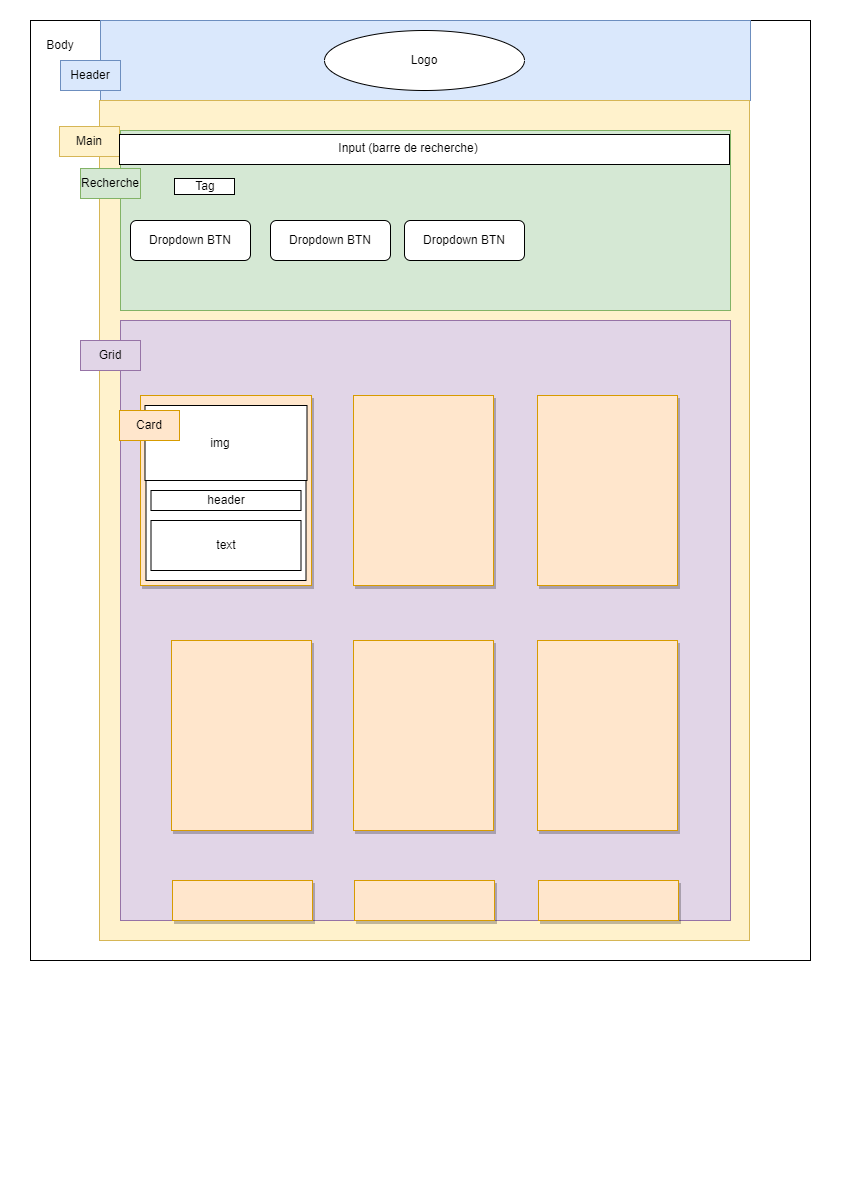 Body
Logo
Header
Main
Input (barre de recherche)
Recherche
Tag
Dropdown BTN
Dropdown BTN
Dropdown BTN
Grid
Card
img
header
text